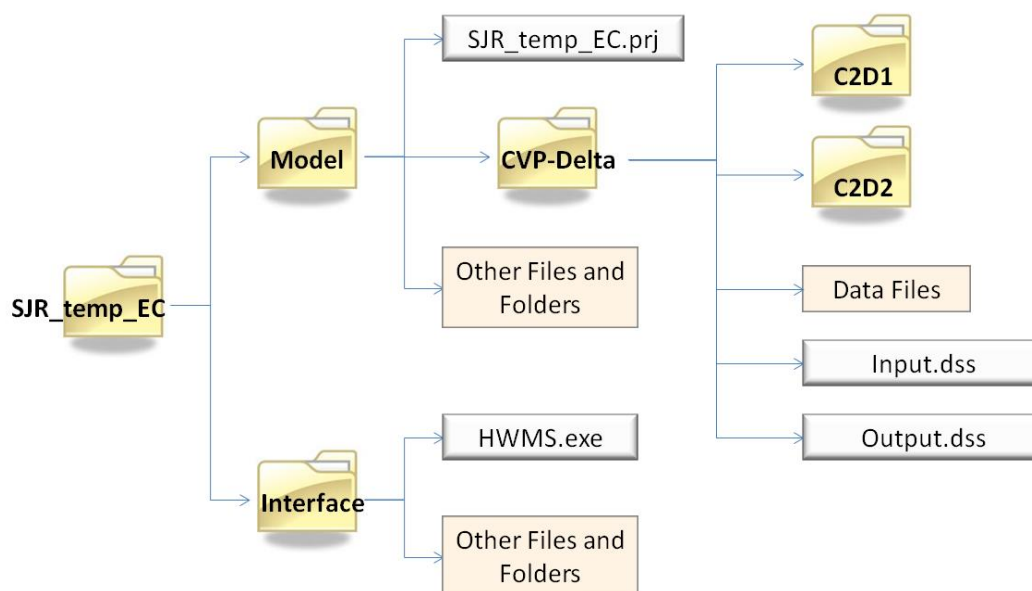 SJR_temp_EC.prj
C2D1
Model
CVP-Delta
C2D2
Other Files and
Folders
Data Files
SJR_temp_EC
Input.dss
HWMS.exe
Output.dss
Interface
Other Files and
Folders